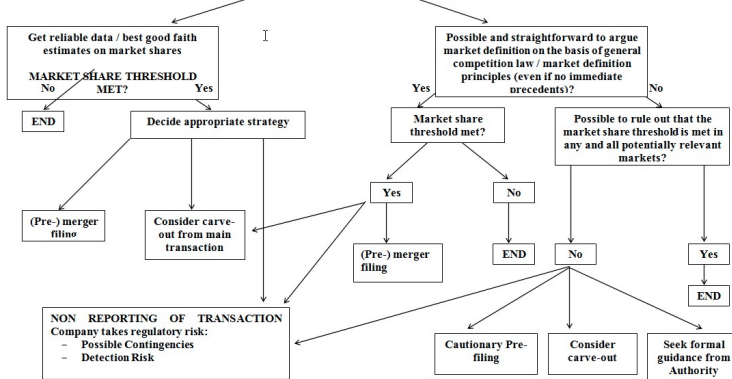 Get reliable data / best good faith
estimates on market shares
MARKET SHARE THRESHOLD
MET?
No
Yes
END
Decide appropriate strategy
(Pre-) merger
filing
Consider carve-
out from main
transaction
NON REPORTING OF TRANSACTION
Company takes regulatory risk:
– Possible Contingencies
– Detection Risk
Possible and straightforward to argue
market definition on the basis of general
competition law / market definition
principles (even if no immediate
precedents)?
Yes
No
Market share
threshold met?
Yes
No
(Pre-) merger
filing
END
Possible to rule out that the
market share threshold is met in
any and all potentially relevant
markets?
No
Yes
END
Cautionary Pre-
filing
Consider
carve-out
Seek formal
guidance from
Authority